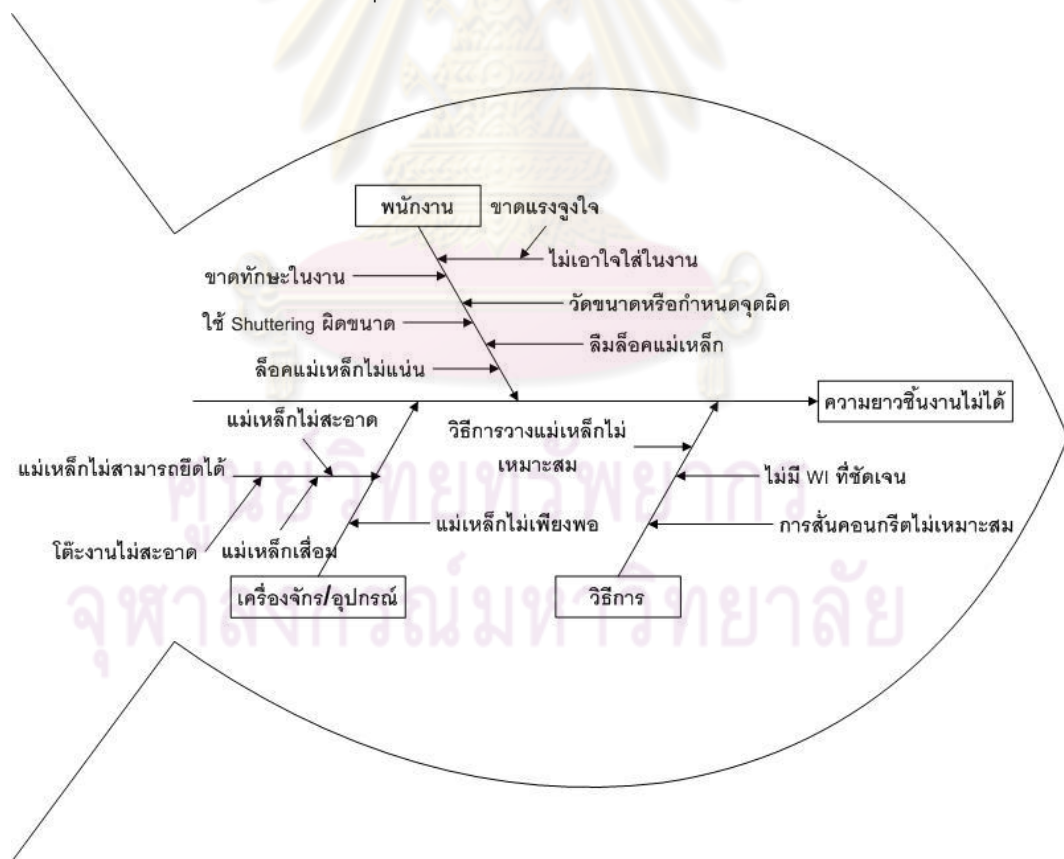 พนักงาน
ขาดแรงจูงใจ
ไม่เอาใจใส่ในงาน
ขาดทักษะในงาน
วัดขนาดหรือกำหนดจุดผิด
ใช้ Shuttering ผิดขนาด
ลืมล็อคแม่เหล็ก
ล็อคแม่เหล็กไม่แน่น
ความยาวชิ้นงานไม่ได้
แม่เหล็กไม่สะอาด
วิธีการวางแม่เหล็กไม่
เหมาะสม
แม่เหล็กไม่สามารถยึดได้
ไม่มี WI ที่ชัดเจน
แม่เหล็กไม่เพียงพอ
การสั่นคอนกรีตไม่เหมาะสม
โต๊ะงานไม่สะอาด
แม่เหล็กเสื่อม
เครื่องจักร/อุปกรณ์
วิธีการ
ศูนย์วิทยทรัพยากร
จุฬาลงกรณ์มหาวิทยาลัย